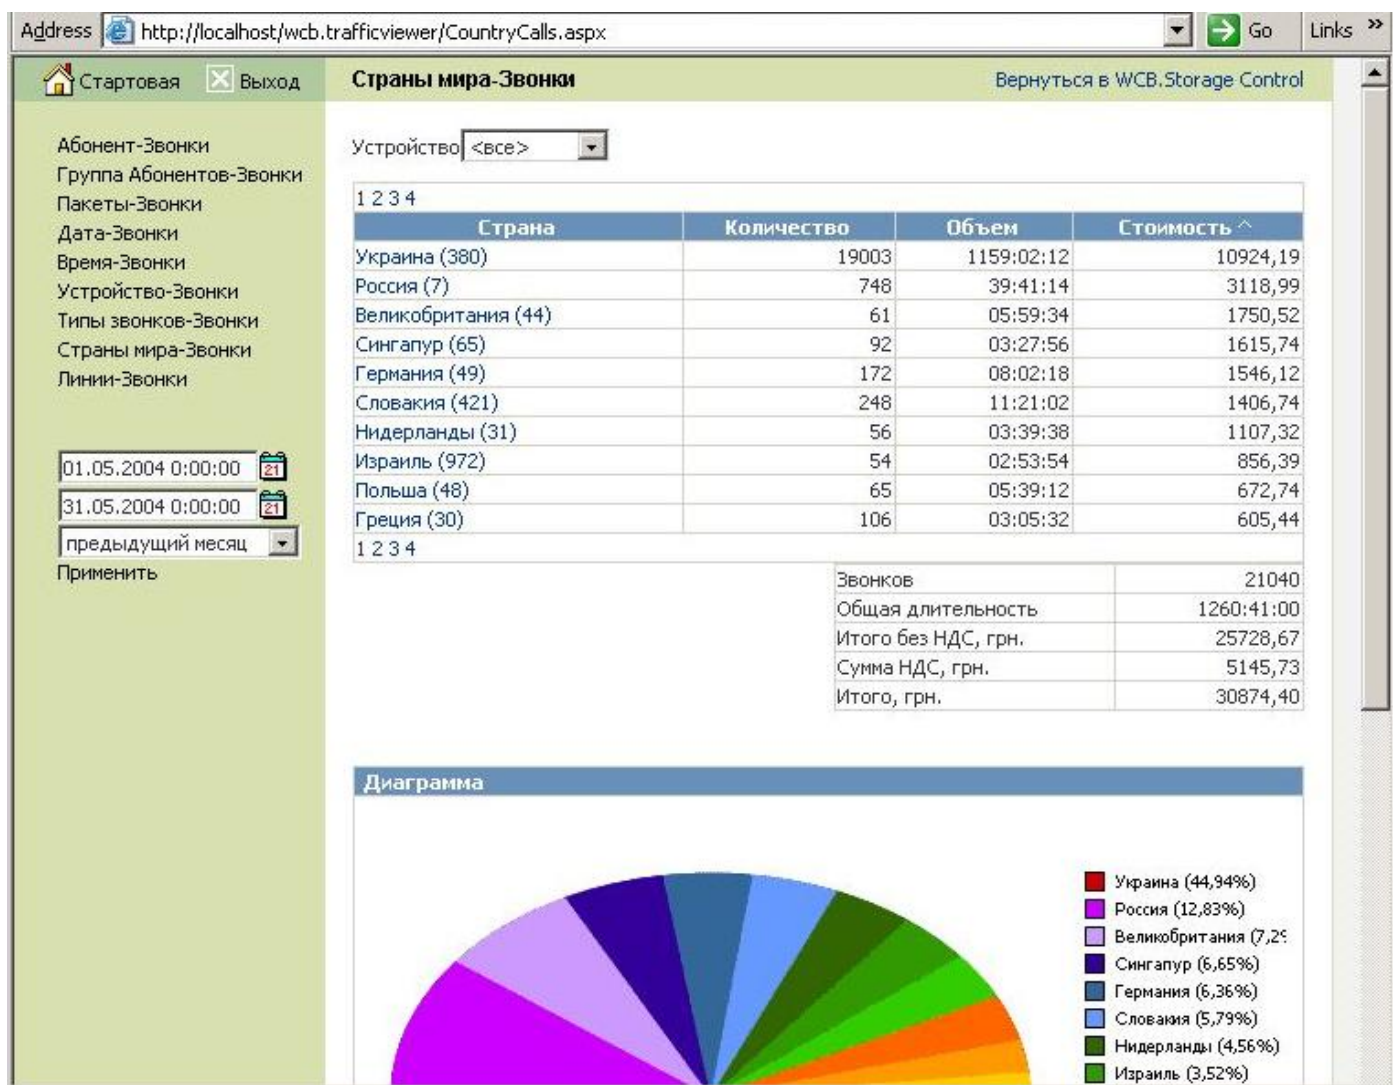 Address http://localhost/wcb.trafficviewer/CountryCalls.aspx Go Links »
Стартовая Выход Страны мира-Звонки Вернуться в WCB.Storage Control
Абонент-Звонки
Группа Абонентов-Звонки
Пакеты-Звонки
Дата-Звонки
Время-Звонки
Устройство-Звонки
Типы звонков-Звонки
Страны мира-Звонки
Линии-Звонки
01.05.2004 0:00:00 21
31.05.2004 0:00:00 21
предыдущий месяц
Применить
Устройство <все>
1 2 3 4
Страна Количество Объем Стоимость ^
Украина (380) 19003 1159:02:12 10924,19
Россия (7) 748 39:41:14 3118,99
Великобритания (44) 61 05:59:34 1750,52
Сингапур (65) 92 03:27:56 1615,74
Германия (49) 172 08:02:18 1546,12
Словакия (421) 248 11:21:02 1406,74
Нидерланды (31) 56 03:39:38 1107,32
Израиль (972) 54 02:53:54 856,39
Польша (48) 65 05:39:12 672,74
Греция (30) 106 03:05:32 605,44
1 2 3 4
Звонков 21040
Общая длительность 1260:41:00
Итого без НДС, грн. 25728,67
Сумма НДС, грн. 5145,73
Итого, грн. 30874,40
Диаграмма
Украина (44,94%)
Россия (12,83%)
Великобритания (7,2
Сингапур (6,65%)
Германия (6,36%)
Словакия (5,79%)
Нидерланды (4,56%)
Израиль (3,52%)